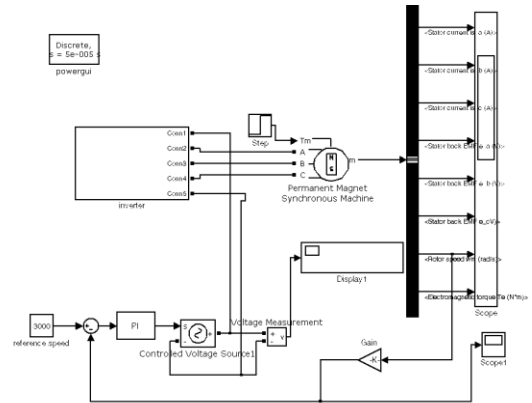 Discrete,
s = 5e-005 s
powergui
<Stator current is_a (A)>
<Stator current is_b (A)>
<Stator current is_c (A)>
<Stator back EMF e_a (V)>
<Stator back EMF e_b (V)>
<Stator back EMF e_cV)>
<Rotor speed wm (rad/s)>
<Electromagnetic torque Te (N*m)>
Scope
Step
Tm
A
B
C
m
N
S
Permanent Magnet
Synchronous Machine
Conn1
Conn2
Conn3
Conn4
Conn5
inverter
Display1
3000
reference speed
PI
s
+
-
Controlled Voltage Source1
Voltage Measurement
+
-
v
Gain
-K-
Scope1